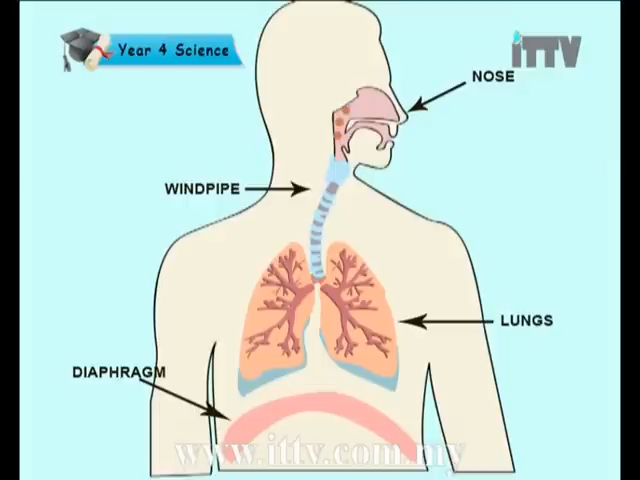 Year 4 Science
iTTV
NOSE
WINDPIPE
LUNGS
DIAPHRAGM
www.ittv.com.my